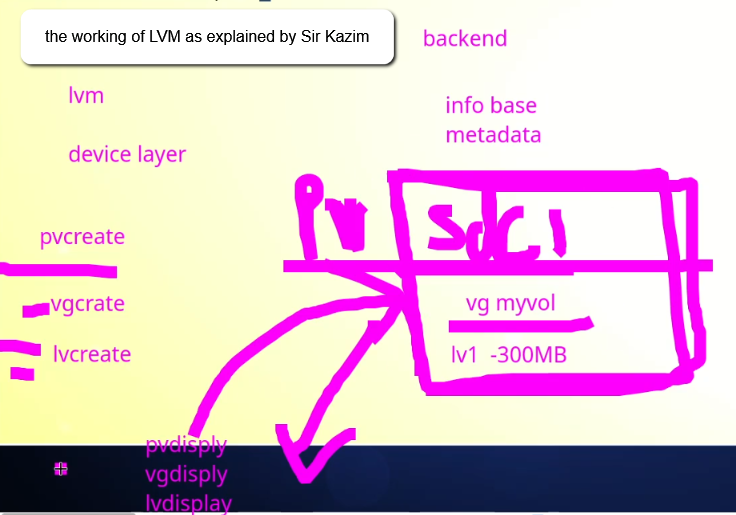 the working of LVM as explained by Sir Kazim
backend
lvm
info base
metadata
device layer
pv
sdc1
pvcreate
vgcrate
vg myvol
lvcreate
lv1 -300MB
pvdisply
vgdisply
lvdisplay